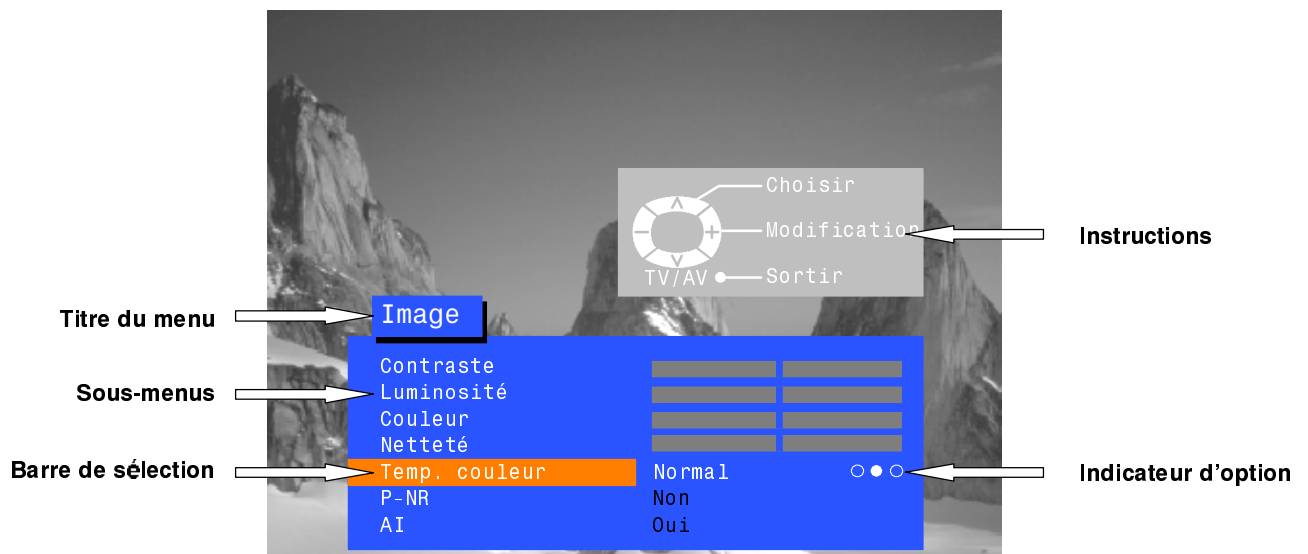 Choisir
Modification
TV/AV
Sortir
Instructions
Titre du menu
Image
Contraste
Sous-menus
Luminosité
Couleur
Netteté
Barre de sélection
Temp. couleur
Normal
Indicateur d'option
P-NR
Non
AI
Oui